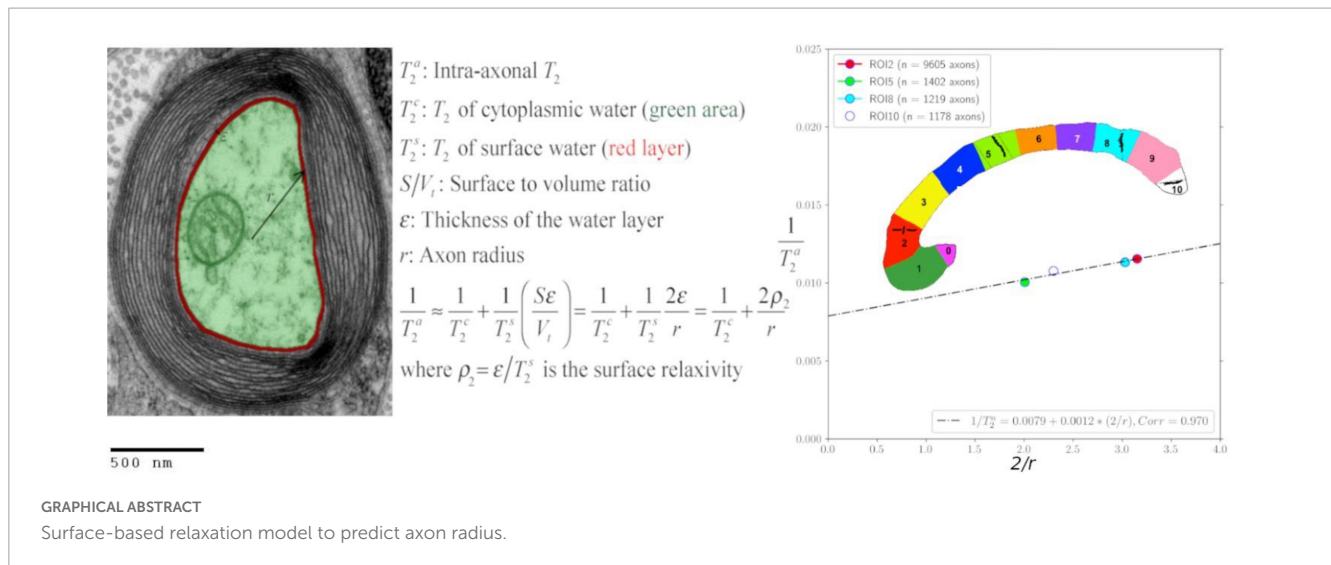 T₂ᵃ: Intra-axonal T₂
T₂ᶜ: T₂ of cytoplasmic water (green area)
T₂ˢ: T₂ of surface water (red layer)
S/Vₜ: Surface to volume ratio
ε: Thickness of the water layer
r: Axon radius
1/T₂ᵃ ≈ 1/T₂ᶜ + 1/T₂ˢ (Sε/Vₜ) = 1/T₂ᶜ + 1/T₂ˢ 2ε/r = 1/T₂ᶜ + 2ρ₂/r
where ρ₂ = ε/T₂ˢ is the surface relaxivity
r
500 nm
0.025
0.020
0.015
0.010
0.005
0.000
1/T₂ᵃ
ROI2 (n = 9605 axons)
ROI5 (n = 1402 axons)
ROI8 (n = 1219 axons)
ROI10 (n = 1178 axons)
0
1
2
3
4
5
6
7
8
9
10
1/T₂ᵃ = 0.0079 + 0.0012 * (2/r), Corr = 0.970
0.0 0.5 1.0 1.5 2.0 2.5 3.0 3.5 4.0
2/r
GRAPHICAL ABSTRACT
Surface-based relaxation model to predict axon radius.